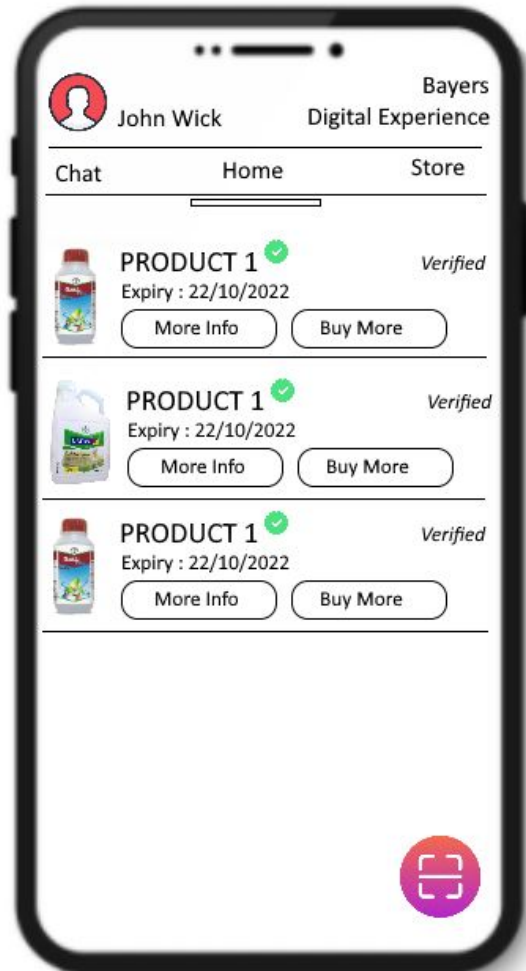 Bayers
John Wick
Digital Experience
Chat
Home
Store
PRODUCT 1
Verified
Expiry : 22/10/2022
More Info
Buy More
PRODUCT 1
Verified
Expiry : 22/10/2022
More Info
Buy More
PRODUCT 1
Verified
Expiry : 22/10/2022
More Info
Buy More